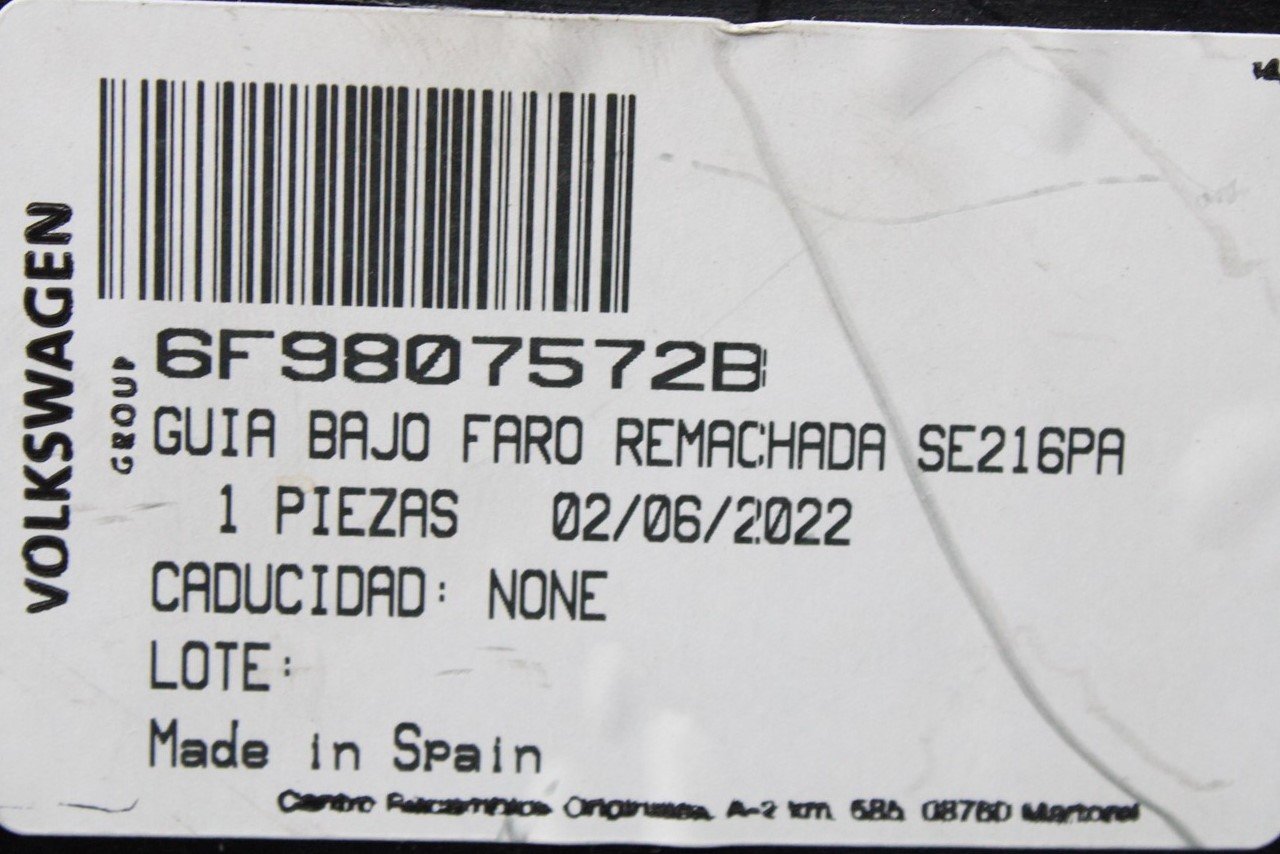 VOLKSWAGEN
GROUP
6F9807572B
GUIA BAJO FARO REMACHADA SE216PA
1 PIEZAS 02/06/2022
CADUCIDAD: NONE
LOTE:
Made in Spain
Centro Recambios Originales, A-2 km. 585 08760 Martorel